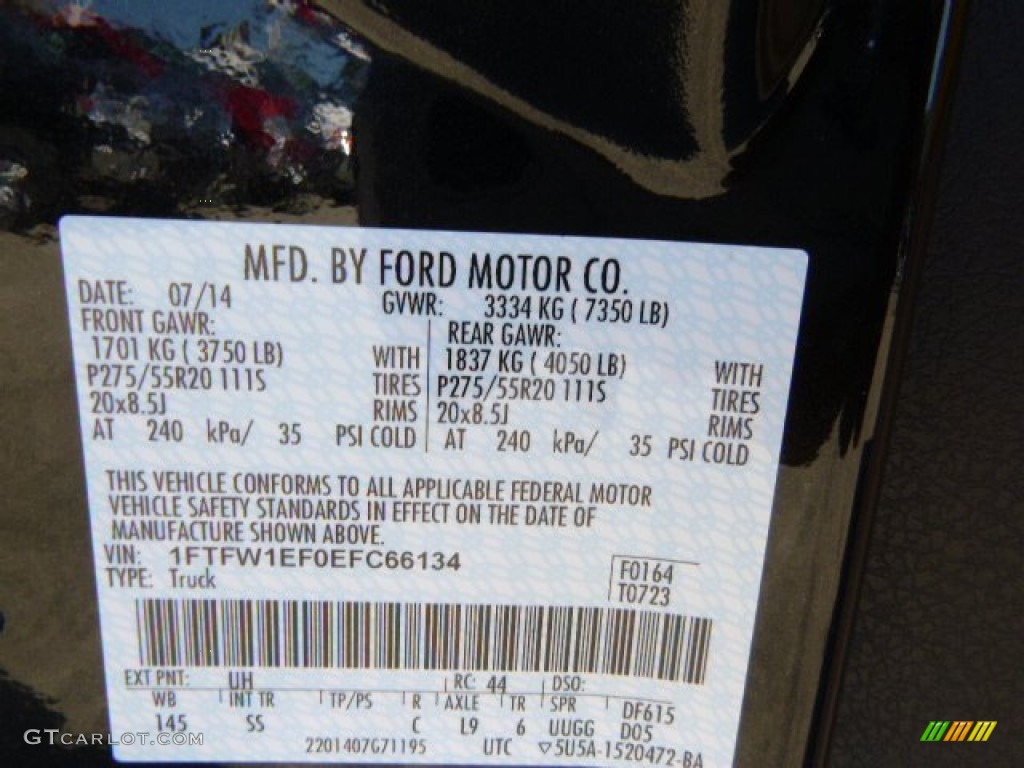 MFD. BY FORD MOTOR CO.
DATE: 07/14 GVWR: 3334 KG ( 7350 LB)
FRONT GAWR: REAR GAWR:
1701 KG ( 3750 LB) WITH 1837 KG ( 4050 LB) WITH
P275/55R20 111S TIRES P275/55R20 111S TIRES
20x8.5J RIMS 20x8.5J RIMS
AT 240 kPa/ 35 PSI COLD AT 240 kPa/ 35 PSI COLD
THIS VEHICLE CONFORMS TO ALL APPLICABLE FEDERAL MOTOR
VEHICLE SAFETY STANDARDS IN EFFECT ON THE DATE OF
MANUFACTURE SHOWN ABOVE.
VIN: 1FTFW1EF0EFC66134 F0164
TYPE: Truck T0723
EXT PNT: UH RC: 44 DSO:
WB INT TR TP/PS R AXLE TR SPR DF615
145 SS C L9 6 UUGG D05
2201407G71195 UTC ▽5U5A-1520472-BA
GTCarLot.com